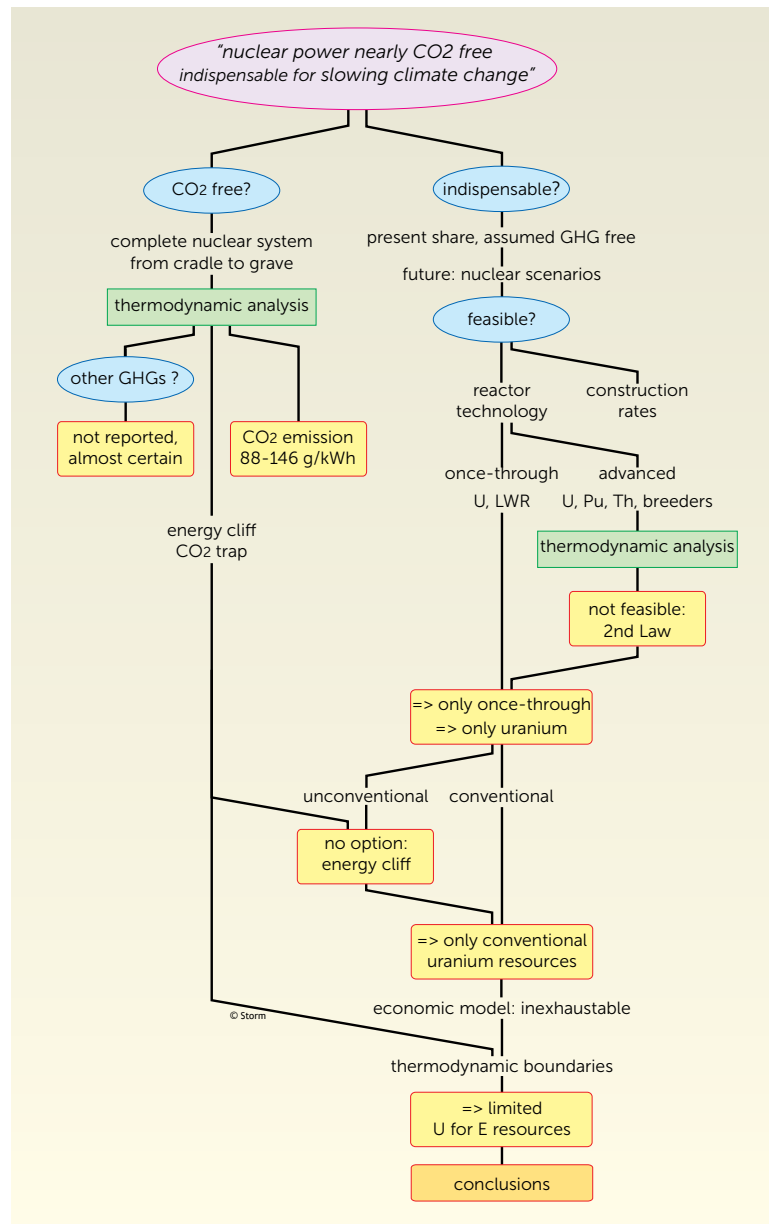 “nuclear power nearly CO2 free
indispensable for slowing climate change”
CO2 free?
indispensable?
complete nuclear system
from cradle to grave
present share, assumed GHG free
future: nuclear scenarios
thermodynamic analysis
feasible?
other GHGs ?
not reported,
almost certain
CO2 emission
88-146 g/kWh
reactor
technology
construction
rates
once-through
U, LWR
advanced
U, Pu, Th, breeders
energy cliff
CO2 trap
thermodynamic analysis
not feasible:
2nd Law
=> only once-through
=> only uranium
unconventional
conventional
no option:
energy cliff
=> only conventional
uranium resources
economic model: inexhaustable
© Storm
thermodynamic boundaries
=> limited
U for E resources
conclusions